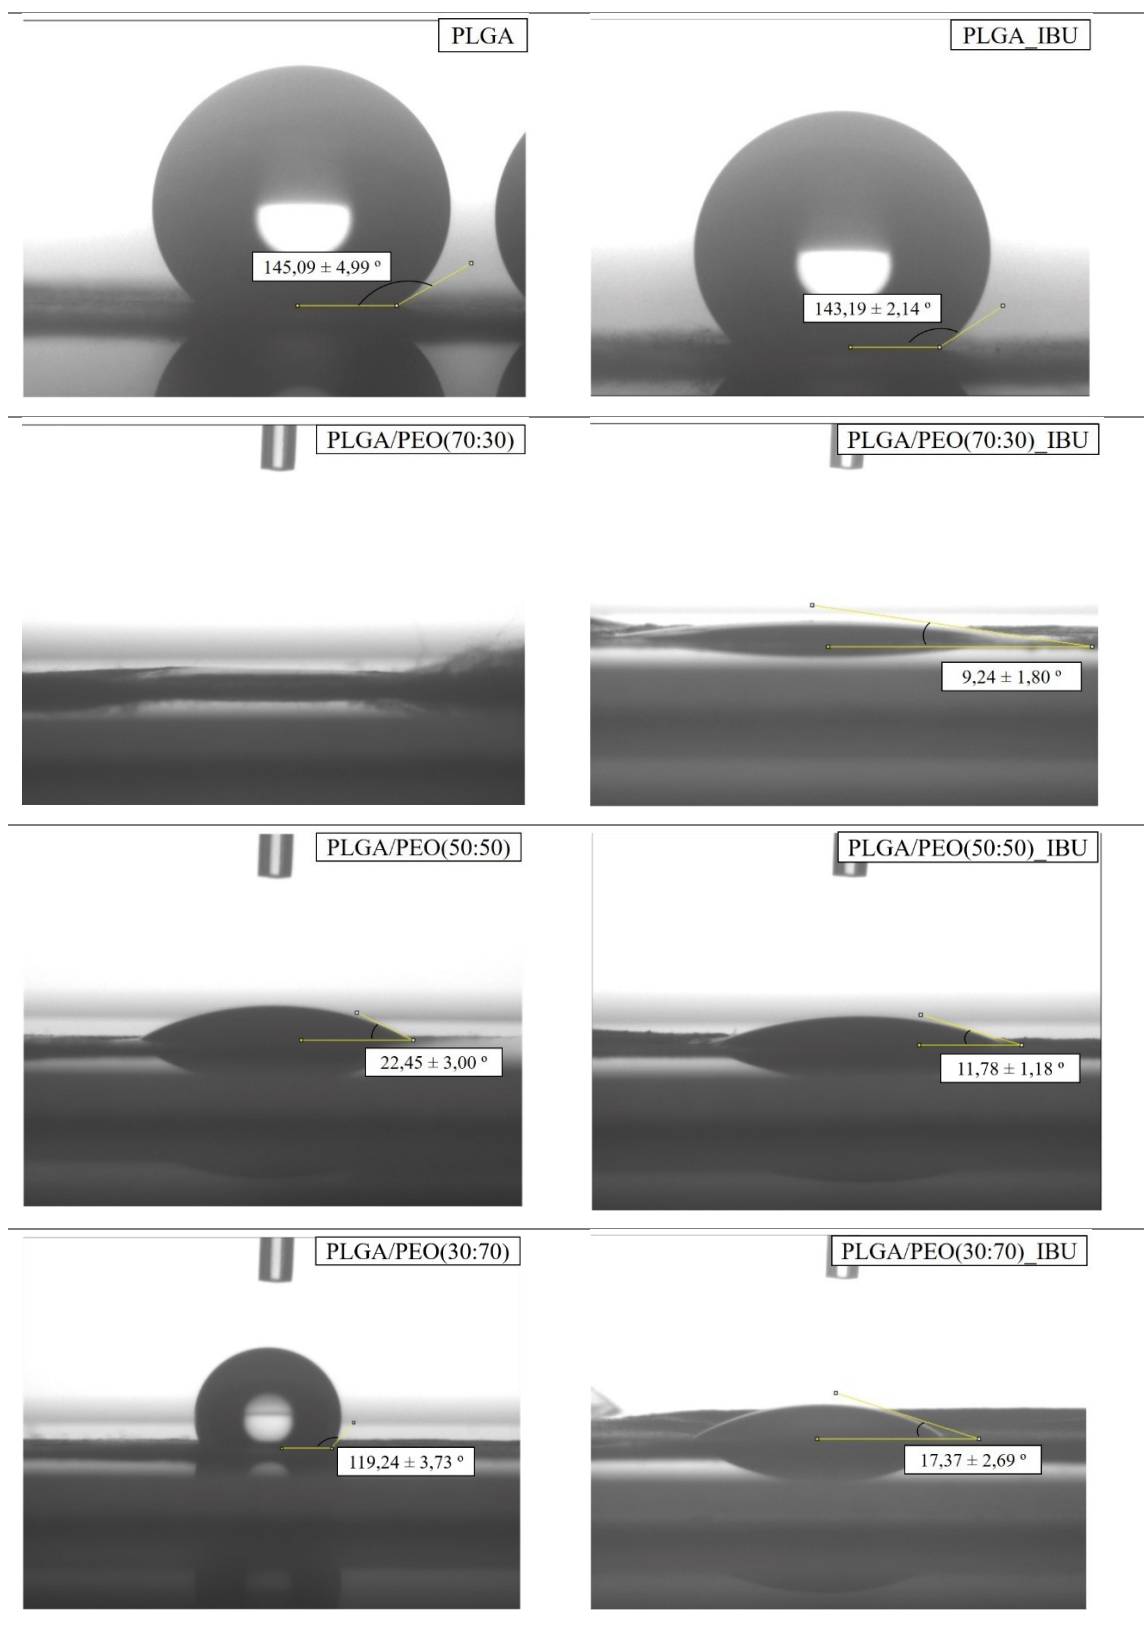 PLGA
PLGA_IBU
145,09 ± 4,99 º
143,19 ± 2,14 º
PLGA/PEO(70:30)
PLGA/PEO(70:30)_IBU
9,24 ± 1,80 º
PLGA/PEO(50:50)
PLGA/PEO(50:50)_IBU
22,45 ± 3,00 º
11,78 ± 1,18 º
PLGA/PEO(30:70)
PLGA/PEO(30:70)_IBU
119,24 ± 3,73 º
17,37 ± 2,69 º